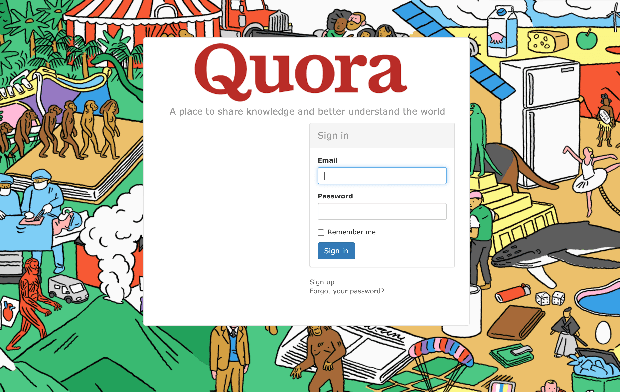 Quora
A place to share knowledge and better understand the world
Sign in
Email
Password
Remember me
Sign in
Sign up
Forgot your password?